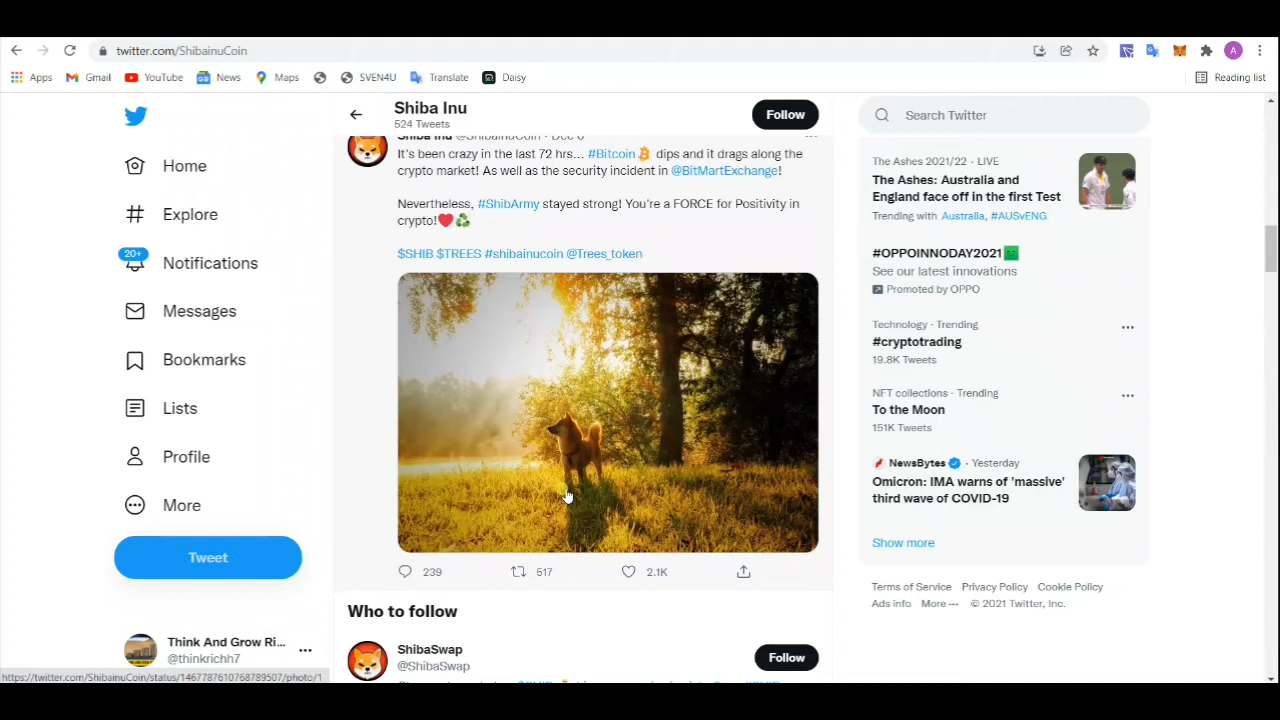 twitter.com/ShibainuCoin
A
Apps
Gmail
YouTube
News
Maps
SVEN4U
Translate
Daisy
Reading list
Home
Explore
20+
Notifications
Messages
Bookmarks
Lists
Profile
More
Tweet
Think And Grow Ri...
@thinkrichh7
https://twitter.com/ShibainuCoin/status/1467787610768789507/photo/1
Shiba Inu
524 Tweets
Follow
Shiba Inu @ShibainuCoin · Dec 6
It's been crazy in the last 72 hrs... #Bitcoin dips and it drags along the
crypto market! As well as the security incident in @BitMartExchange!
Nevertheless, #ShibArmy stayed strong! You're a FORCE for Positivity in
crypto!❤️♻️
$SHIB $TREES #shibainucoin @Trees_token
239
517
2.1K
Who to follow
ShibaSwap
@ShibaSwap
Follow
Search Twitter
The Ashes 2021/22 · LIVE
The Ashes: Australia and
England face off in the first Test
Trending with Australia, #AUSvENG
#OPPOINNODAY2021
See our latest innovations
Promoted by OPPO
Technology · Trending
#cryptotrading
19.8K Tweets
NFT collections · Trending
To the Moon
151K Tweets
NewsBytes · Yesterday
Omicron: IMA warns of 'massive'
third wave of COVID-19
Show more
Terms of Service Privacy Policy Cookie Policy
Ads info More ··· © 2021 Twitter, Inc.